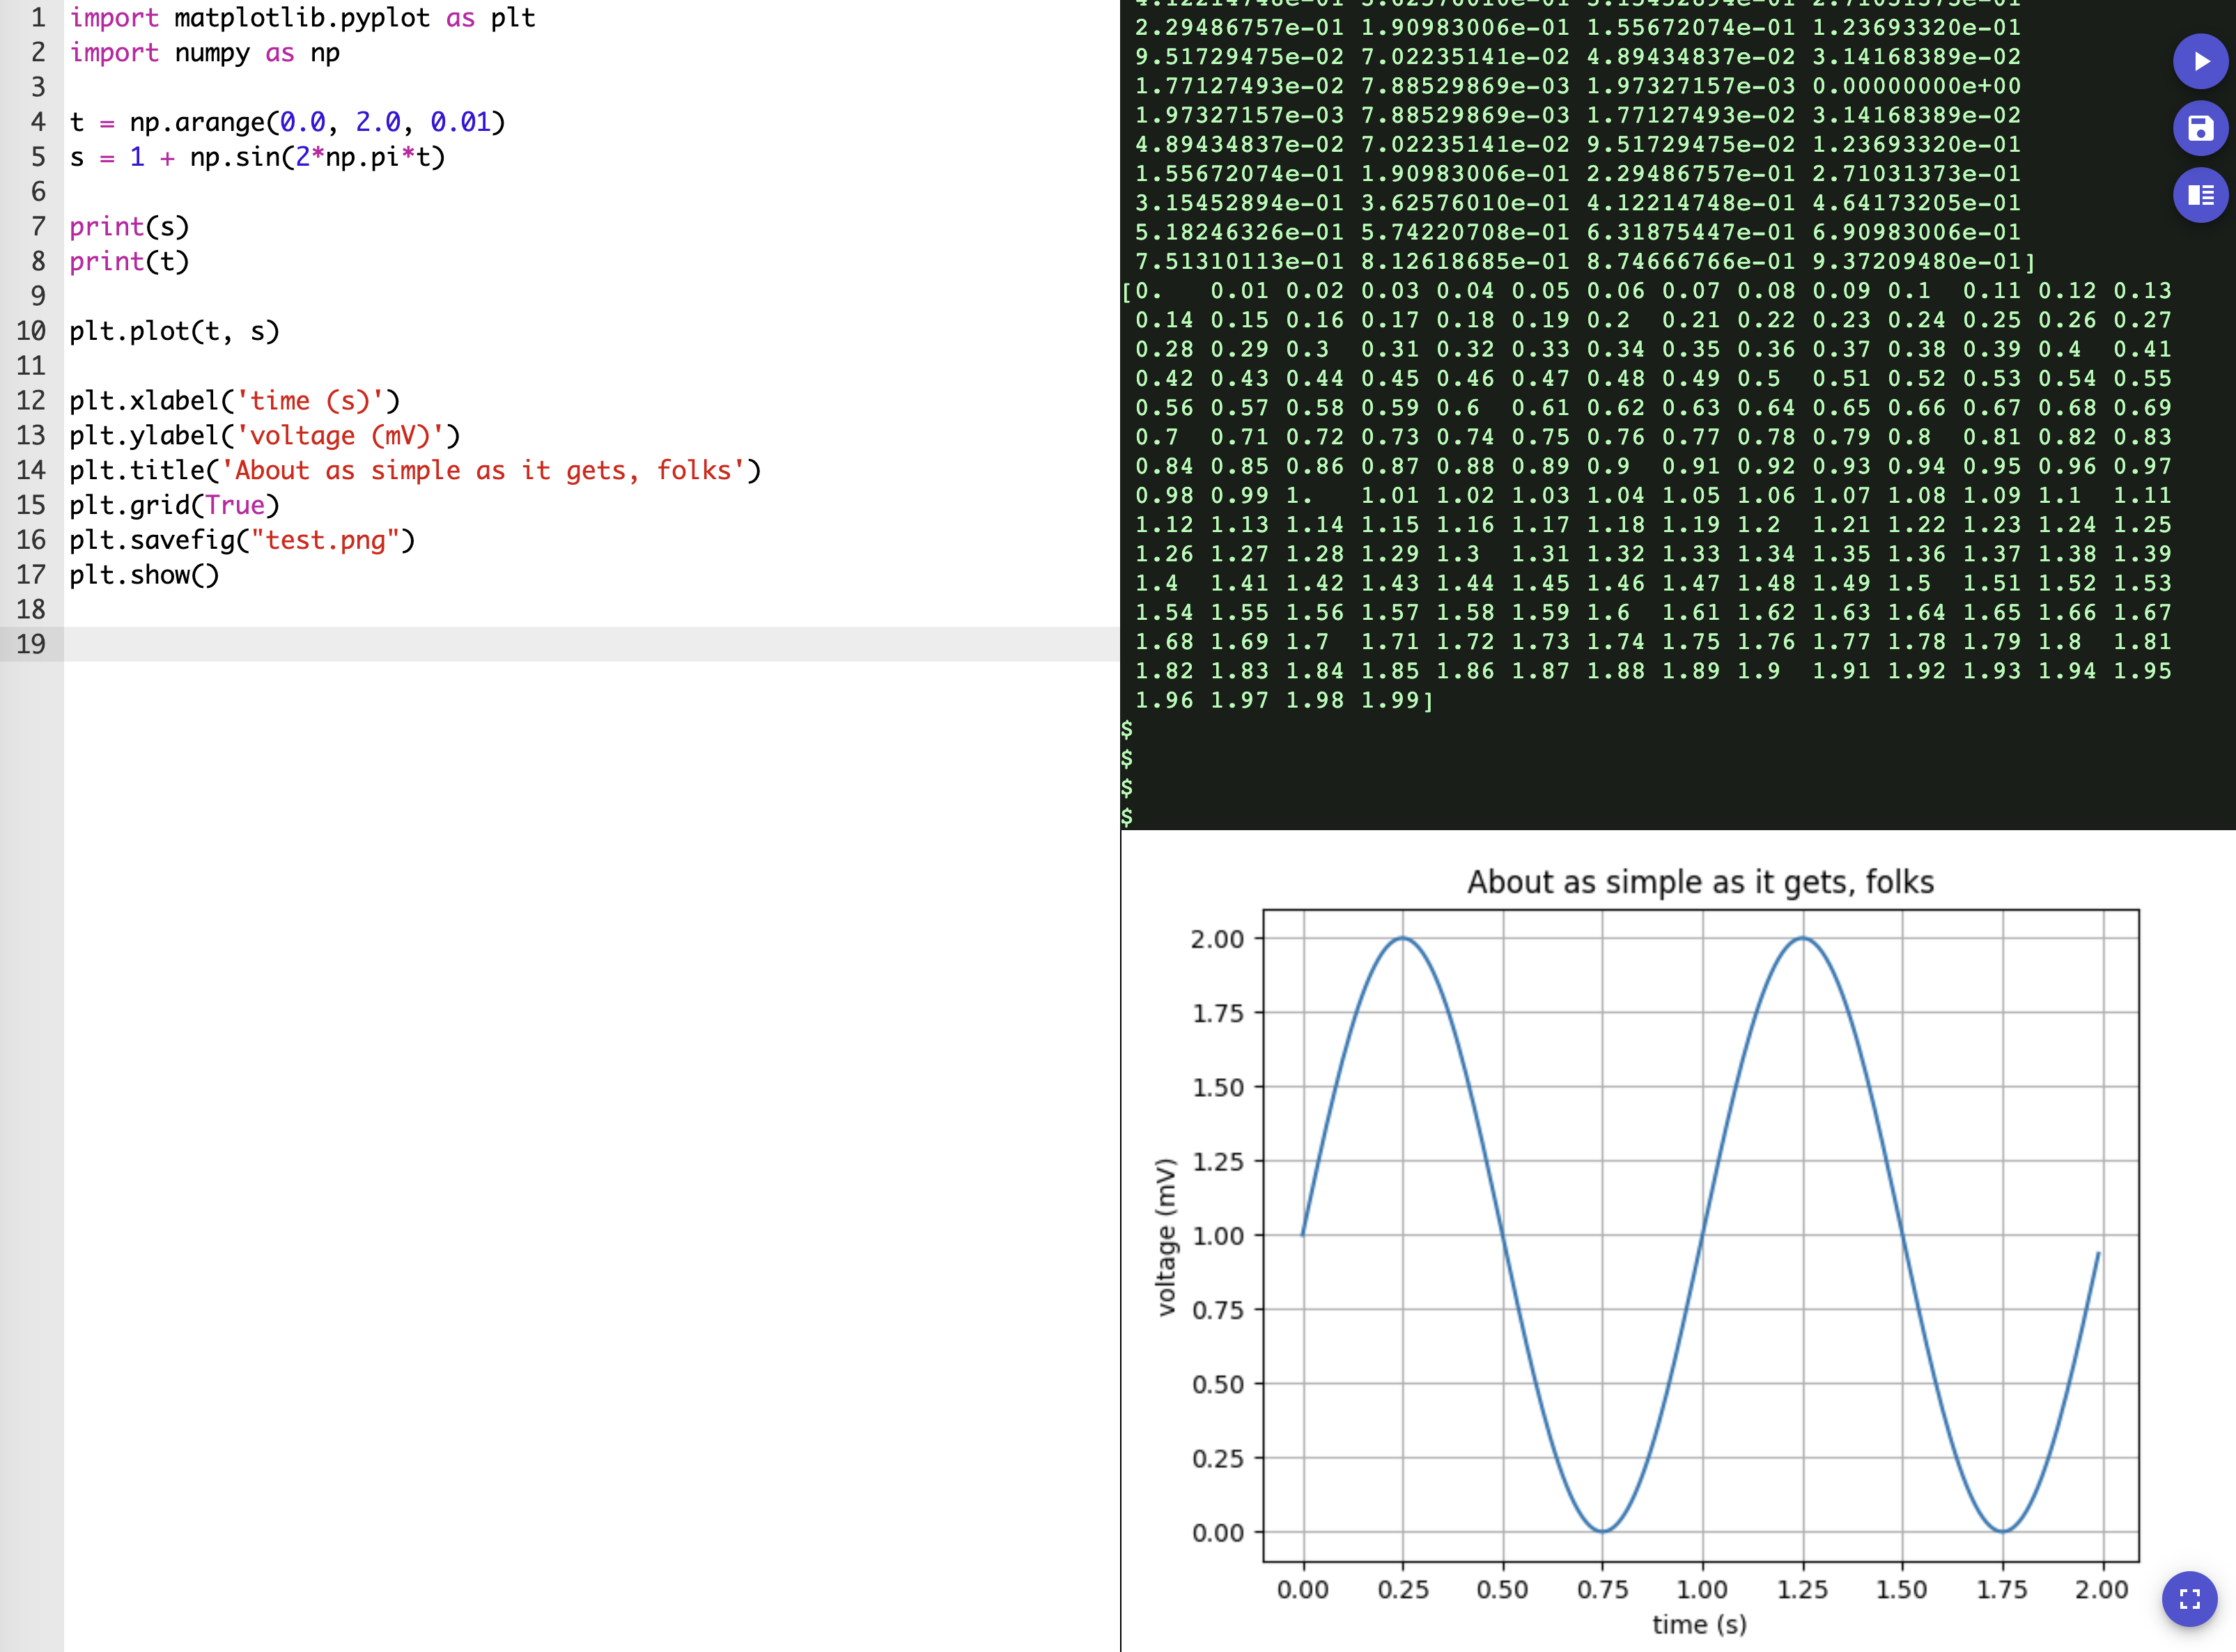 1 import matplotlib.pyplot as plt
2 import numpy as np
3
4 t = np.arange(0.0, 2.0, 0.01)
5 s = 1 + np.sin(2*np.pi*t)
6
7 print(s)
8 print(t)
9
10 plt.plot(t, s)
11
12 plt.xlabel('time (s)')
13 plt.ylabel('voltage (mV)')
14 plt.title('About as simple as it gets, folks')
15 plt.grid(True)
16 plt.savefig("test.png")
17 plt.show()
18
19
2.29486757e-01 1.90983006e-01 1.55672074e-01 1.23693320e-01
9.51729475e-02 7.02235141e-02 4.89434837e-02 3.14168389e-02
1.77127493e-02 7.88529869e-03 1.97327157e-03 0.00000000e+00
1.97327157e-03 7.88529869e-03 1.77127493e-02 3.14168389e-02
4.89434837e-02 7.02235141e-02 9.51729475e-02 1.23693320e-01
1.55672074e-01 1.90983006e-01 2.29486757e-01 2.71031373e-01
3.15452894e-01 3.62576010e-01 4.12214748e-01 4.64173205e-01
5.18246326e-01 5.74220708e-01 6.31875447e-01 6.90983006e-01
7.51310113e-01 8.12618685e-01 8.74666766e-01 9.37209480e-01]
[0. 0.01 0.02 0.03 0.04 0.05 0.06 0.07 0.08 0.09 0.1 0.11 0.12 0.13
0.14 0.15 0.16 0.17 0.18 0.19 0.2 0.21 0.22 0.23 0.24 0.25 0.26 0.27
0.28 0.29 0.3 0.31 0.32 0.33 0.34 0.35 0.36 0.37 0.38 0.39 0.4 0.41
0.42 0.43 0.44 0.45 0.46 0.47 0.48 0.49 0.5 0.51 0.52 0.53 0.54 0.55
0.56 0.57 0.58 0.59 0.6 0.61 0.62 0.63 0.64 0.65 0.66 0.67 0.68 0.69
0.7 0.71 0.72 0.73 0.74 0.75 0.76 0.77 0.78 0.79 0.8 0.81 0.82 0.83
0.84 0.85 0.86 0.87 0.88 0.89 0.9 0.91 0.92 0.93 0.94 0.95 0.96 0.97
0.98 0.99 1. 1.01 1.02 1.03 1.04 1.05 1.06 1.07 1.08 1.09 1.1 1.11
1.12 1.13 1.14 1.15 1.16 1.17 1.18 1.19 1.2 1.21 1.22 1.23 1.24 1.25
1.26 1.27 1.28 1.29 1.3 1.31 1.32 1.33 1.34 1.35 1.36 1.37 1.38 1.39
1.4 1.41 1.42 1.43 1.44 1.45 1.46 1.47 1.48 1.49 1.5 1.51 1.52 1.53
1.54 1.55 1.56 1.57 1.58 1.59 1.6 1.61 1.62 1.63 1.64 1.65 1.66 1.67
1.68 1.69 1.7 1.71 1.72 1.73 1.74 1.75 1.76 1.77 1.78 1.79 1.8 1.81
1.82 1.83 1.84 1.85 1.86 1.87 1.88 1.89 1.9 1.91 1.92 1.93 1.94 1.95
1.96 1.97 1.98 1.99]
$
$
$
$
About as simple as it gets, folks
2.00
1.75
1.50
1.25
1.00
0.75
0.50
0.25
0.00
voltage (mV)
0.00 0.25 0.50 0.75 1.00 1.25 1.50 1.75 2.00
time (s)